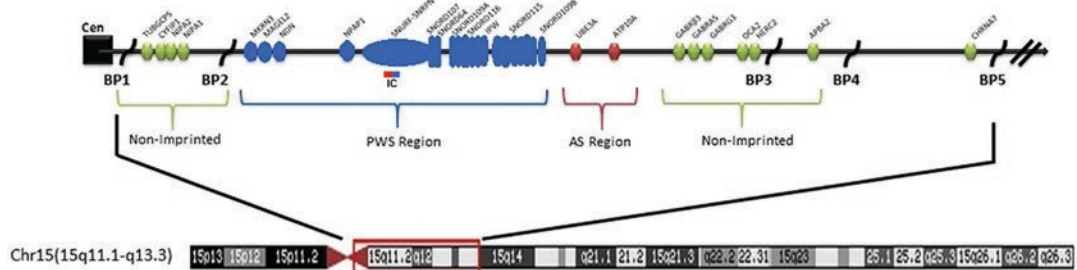 Cen
TUBGCP5 CYFIP1 NIPA2 NIPA1 MKRN3 MAGEL2 NDN NPAP1 SNURF-SNRPN SNORD107 SNORD64 SNORD109A SNORD116 IPW SNORD115 SNORD109B UBE3A ATP10A GABRB3 GABRA5 GABRG3 OCA2 HERC2 APBA2 CHRNA7
IC
BP1 BP2 BP3 BP4 BP5
Non-Imprinted PWS Region AS Region Non-Imprinted
Chr15(15q11.1-q13.3) 15p13 15p12 15p11.2 15q11.2 q12 15q14 q21.1 21.2 15q21.3 q22.2 22.31 15q23 25.1 25.2 q25.3 15q26.1 q26.2 q26.3